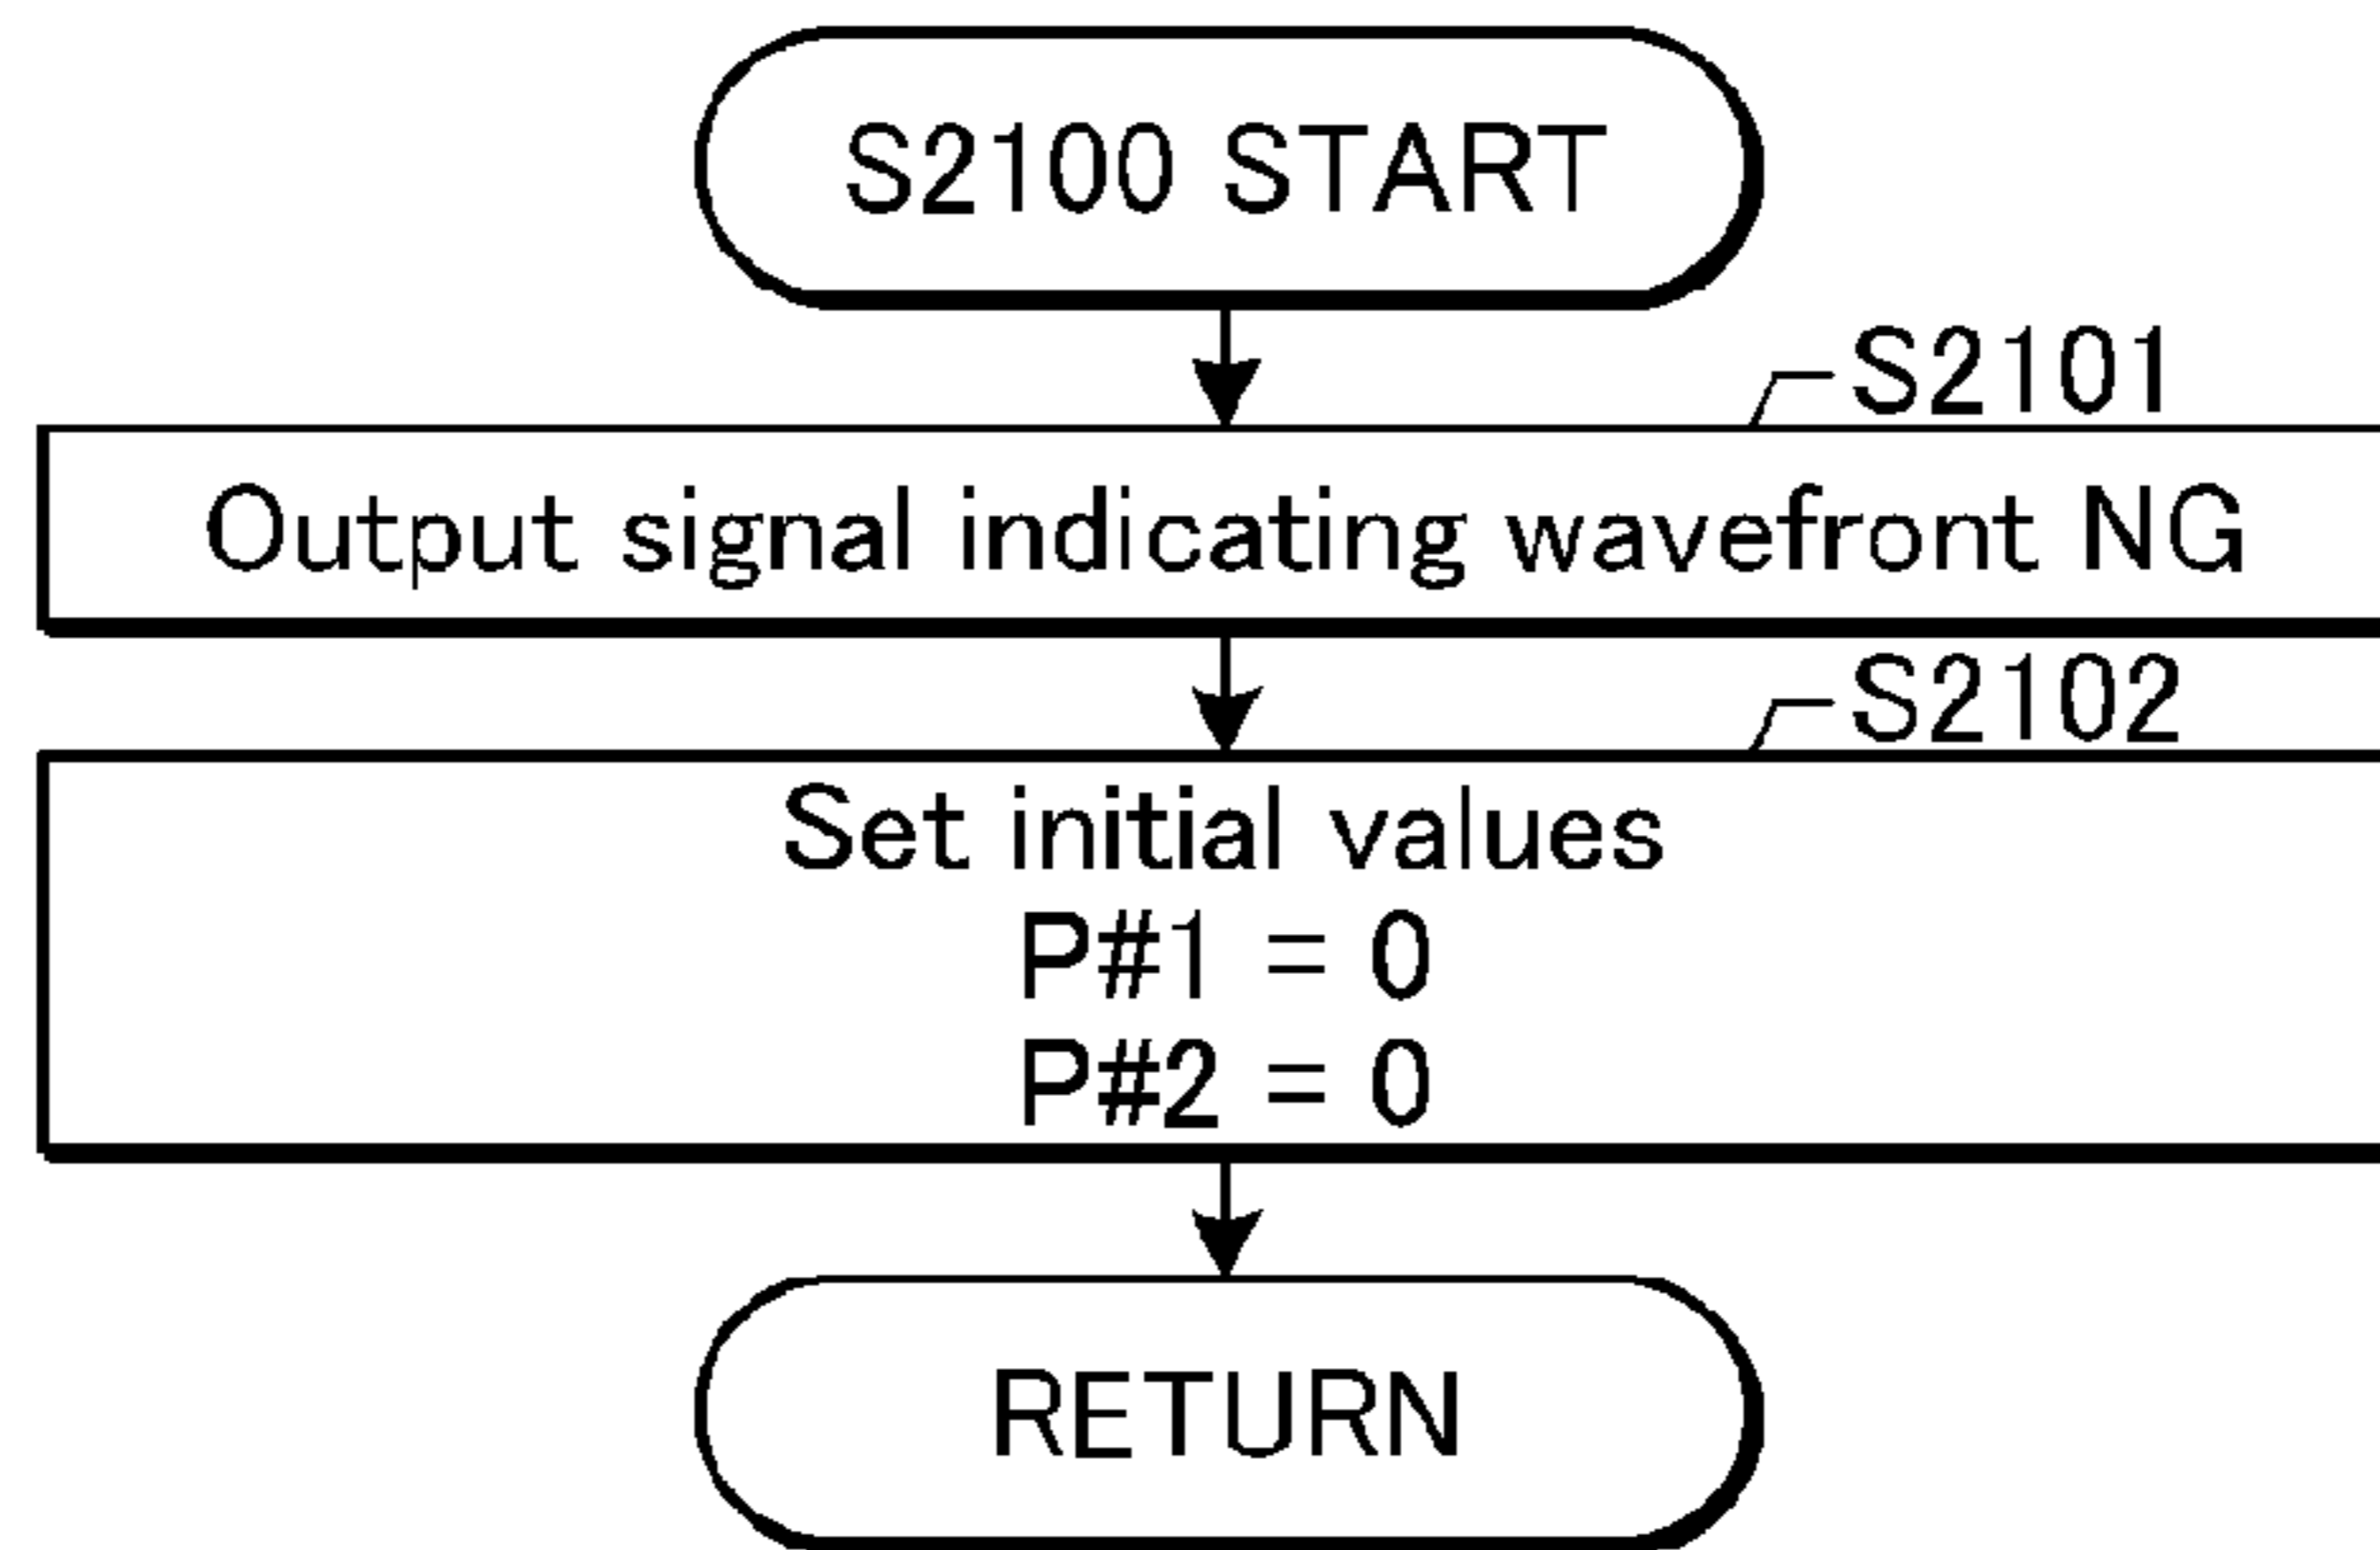 S2100 START
S2101
Output signal indicating wavefront NG
S2102
Set initial values
P#1 = 0
P#2 = 0
RETURN